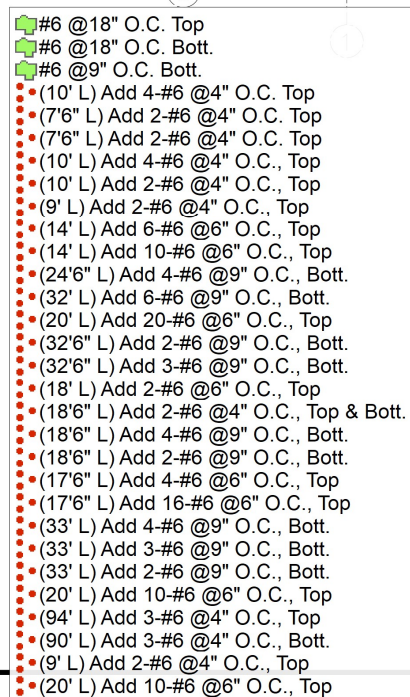 #6 @18" O.C. Top
#6 @18" O.C. Bott.
#6 @9" O.C. Bott.
(10' L) Add 4-#6 @4" O.C. Top
(7'6" L) Add 2-#6 @4" O.C. Top
(7'6" L) Add 2-#6 @4" O.C. Top
(10' L) Add 4-#6 @4" O.C., Top
(10' L) Add 2-#6 @4" O.C., Top
(9' L) Add 2-#6 @4" O.C., Top
(14' L) Add 6-#6 @6" O.C., Top
(14' L) Add 10-#6 @6" O.C., Top
(24'6" L) Add 4-#6 @9" O.C., Bott.
(32' L) Add 6-#6 @9" O.C., Bott.
(20' L) Add 20-#6 @6" O.C., Top
(32'6" L) Add 2-#6 @9" O.C., Bott.
(32'6" L) Add 3-#6 @9" O.C., Bott.
(18' L) Add 2-#6 @6" O.C., Top
(18'6" L) Add 2-#6 @4" O.C., Top & Bott.
(18'6" L) Add 4-#6 @9" O.C., Bott.
(18'6" L) Add 2-#6 @9" O.C., Bott.
(17'6" L) Add 4-#6 @6" O.C., Top
(17'6" L) Add 16-#6 @6" O.C., Top
(33' L) Add 4-#6 @9" O.C., Bott.
(33' L) Add 3-#6 @9" O.C., Bott.
(33' L) Add 2-#6 @9" O.C., Bott.
(20' L) Add 10-#6 @6" O.C., Top
(94' L) Add 3-#6 @4" O.C., Top
(90' L) Add 3-#6 @4" O.C., Bott.
(9' L) Add 2-#6 @4" O.C., Top
(20' L) Add 10-#6 @6" O.C., Top
1